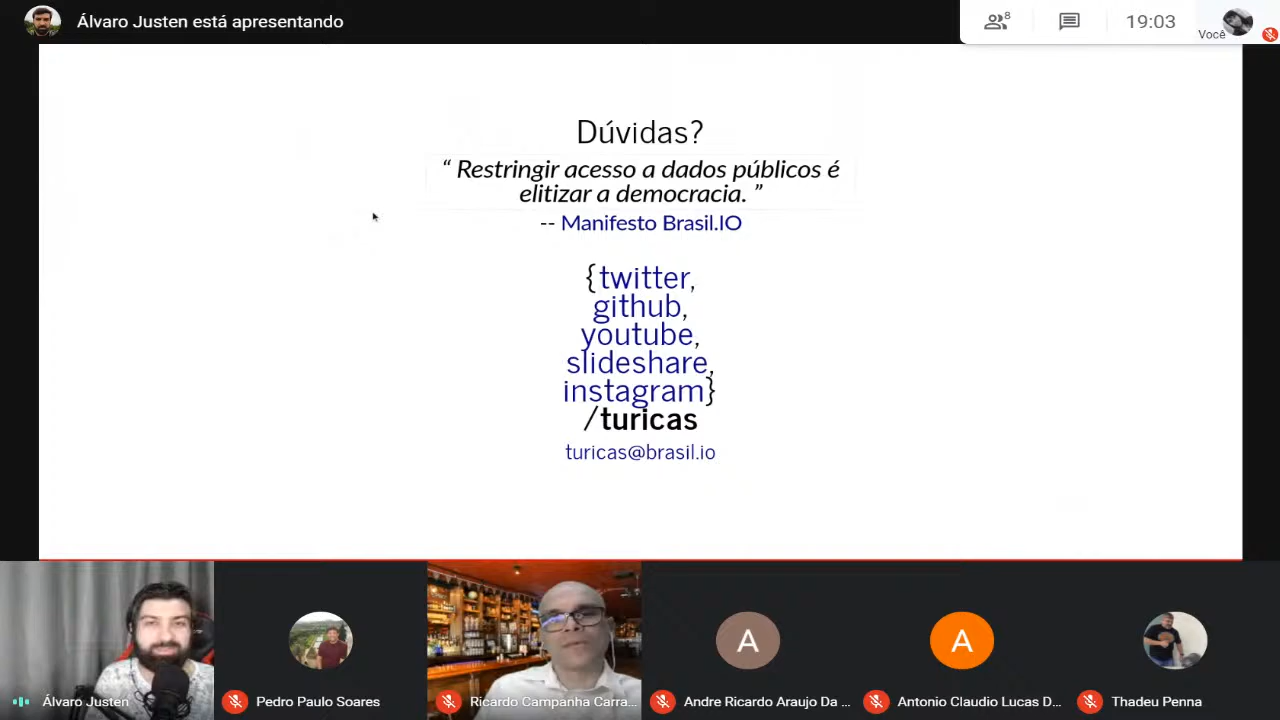 Álvaro Justen está apresentando
8
19:03
Você
Dúvidas?
“ Restringir acesso a dados públicos é
elitizar a democracia. ”
-- Manifesto Brasil.IO
{twitter,
github,
youtube,
slideshare,
instagram}
/turicas
turicas@brasil.io
A
A
Álvaro Justen
Pedro Paulo Soares
Ricardo Campanha Carra...
Andre Ricardo Araujo Da ...
Antonio Claudio Lucas D...
Thadeu Penna